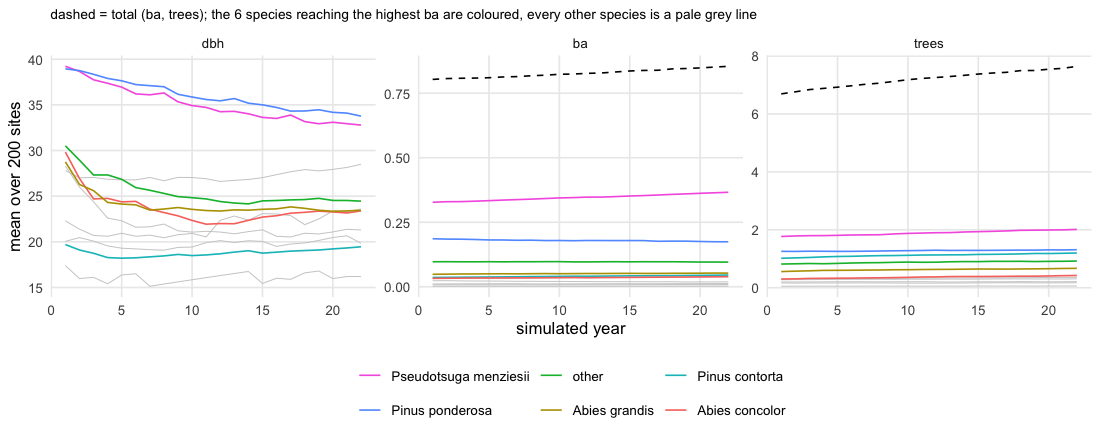 dashed = total (ba, trees); the 6 species reaching the highest ba are coloured, every other species is a pale grey line
dbh
ba
trees
mean over 200 sites
40
35
30
25
20
15
0 5 10 15 20
0.75
0.50
0.25
0.00
0 5 10 15 20
8
6
4
2
0
0 5 10 15 20
simulated year
Pseudotsuga menziesii other Pinus contorta
Pinus ponderosa Abies grandis Abies concolor